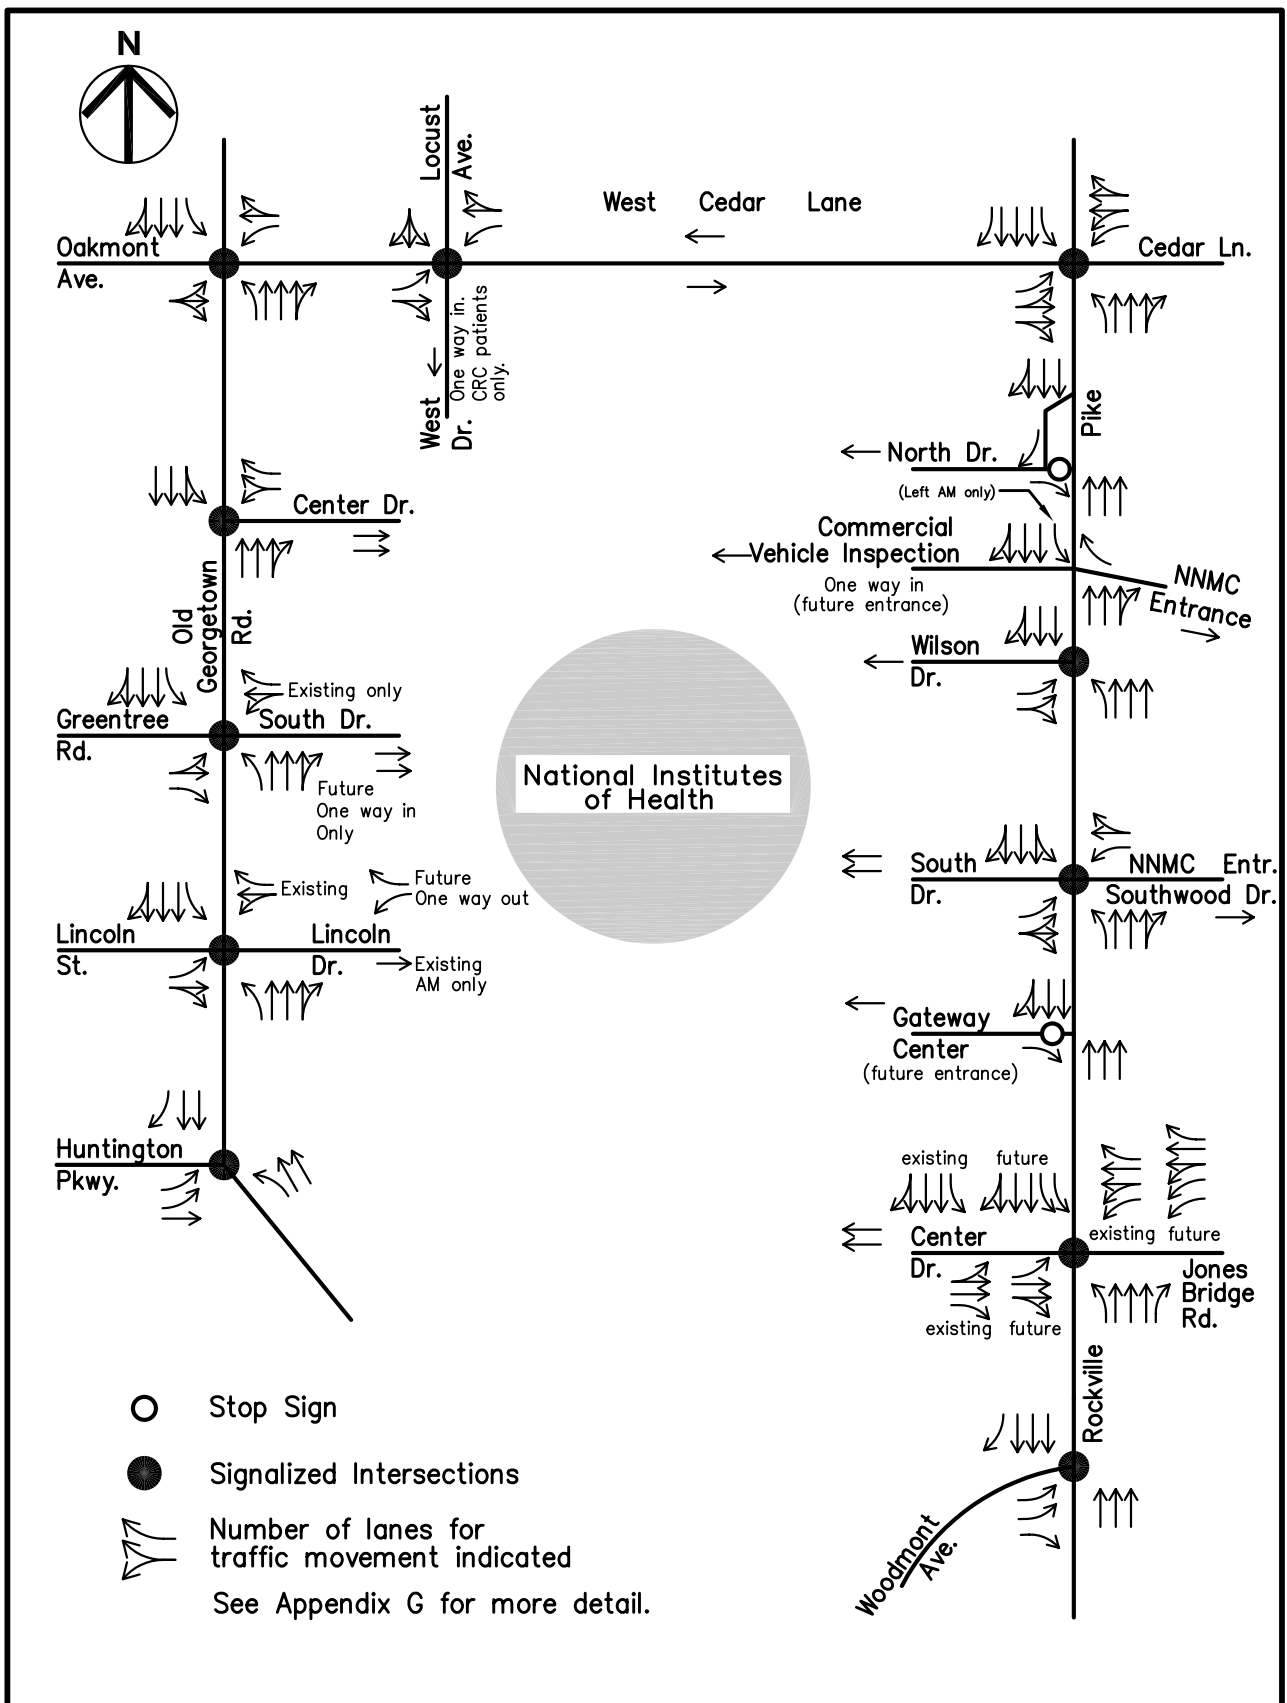 N
Locust
Ave.
West Cedar Lane
Oakmont
Ave.
Cedar Ln.
One way in.
CRC patients
only.
West
Dr.
Pike
North Dr.
(Left AM only)
Center Dr.
Commercial
Vehicle Inspection
One way in
(future entrance)
NNMC
Entrance
Old
Georgetown
Rd.
Wilson
Dr.
Existing only
Greentree
Rd.
South Dr.
Future
One way in
Only
National Institutes
of Health
South
Dr.
NNMC Entr.
Southwood Dr.
Existing
Future
One way out
Lincoln
St.
Lincoln
Dr.
Existing
AM only
Gateway
Center
(future entrance)
Huntington
Pkwy.
existing future
existing future
Center
Dr.
existing future
Jones
Bridge
Rd.
Rockville
Woodmont
Ave.
Stop Sign
Signalized Intersections
Number of lanes for
traffic movement indicated
See Appendix G for more detail.